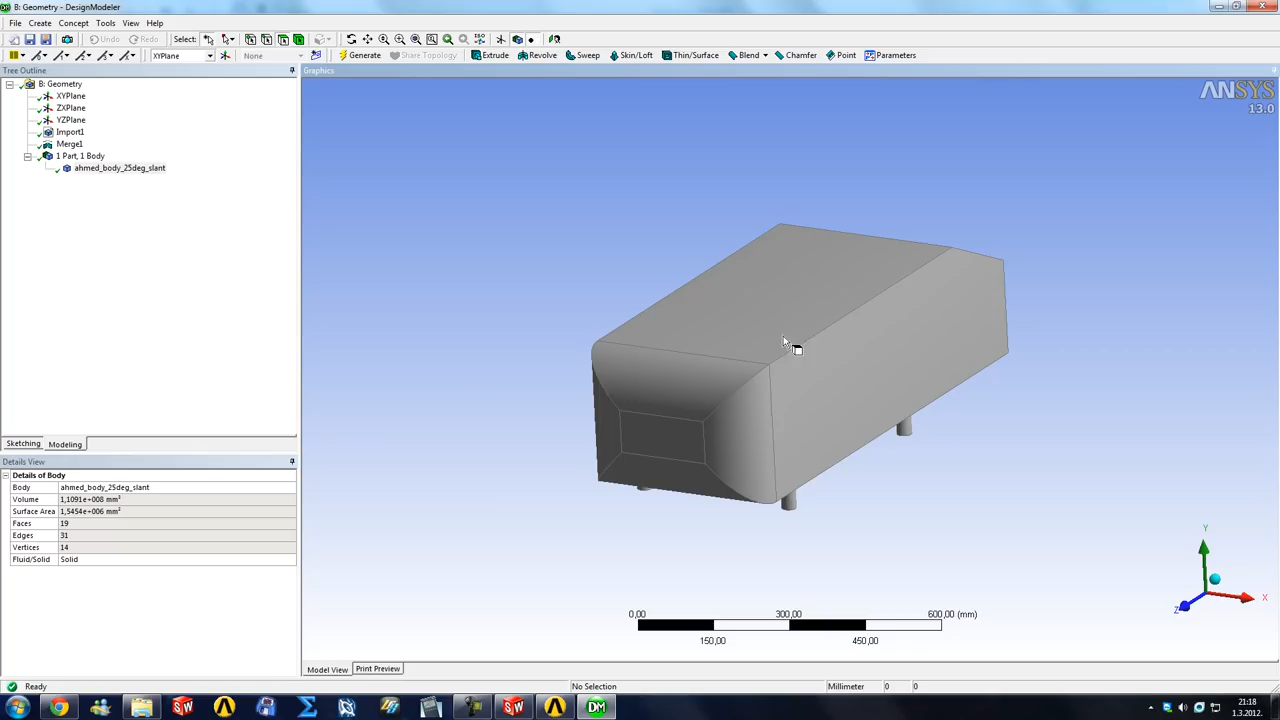 B: Geometry - DesignModeler
File Create Concept Tools View Help
Undo Redo Select:
XYPlane None Generate Share Topology Extrude Revolve Sweep Skin/Loft Thin/Surface Blend Chamfer Point Parameters
Tree Outline
Graphics
B: Geometry
XYPlane
ZXPlane
YZPlane
Import1
Merge1
1 Part, 1 Body
ahmed_body_25deg_slant
ANSYS
13.0
Sketching Modeling
Details View
Details of Body
Body ahmed_body_25deg_slant
Volume 1,1091e+008 mm³
Surface Area 1,5454e+006 mm²
Faces 19
Edges 31
Vertices 14
Fluid/Solid Solid
0,00 300,00 600,00 (mm)
150,00 450,00
Y
X
Z
Model View Print Preview
Ready No Selection Millimeter 0 0
21:18
1.3.2012.